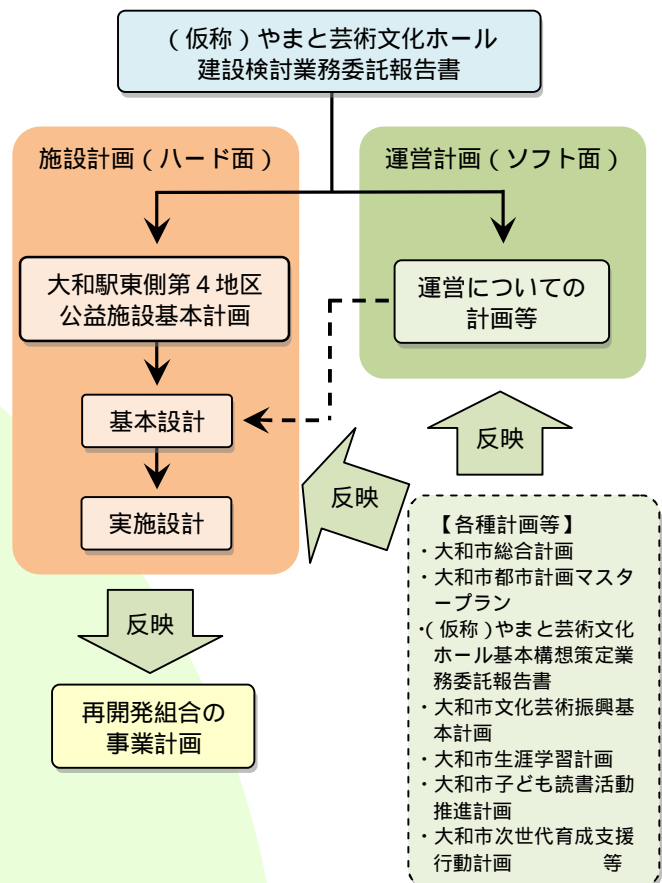 (仮称)やまと芸術文化ホール
建設検討業務委託報告書
施設計画(ハード面)
運営計画(ソフト面)
大和駅東側第4地区
公益施設基本計画
運営についての
計画等
基本設計
実施設計
反映
反映
反映
再開発組合の
事業計画
【各種計画等】
・大和市総合計画
・大和市都市計画マスタ
ープラン
・(仮称)やまと芸術文化
ホール基本構想策定業
務委託報告書
・大和市文化芸術振興基
本計画
・大和市生涯学習計画
・大和市子ども読書活動
推進計画
・大和市次世代育成支援
行動計画 等